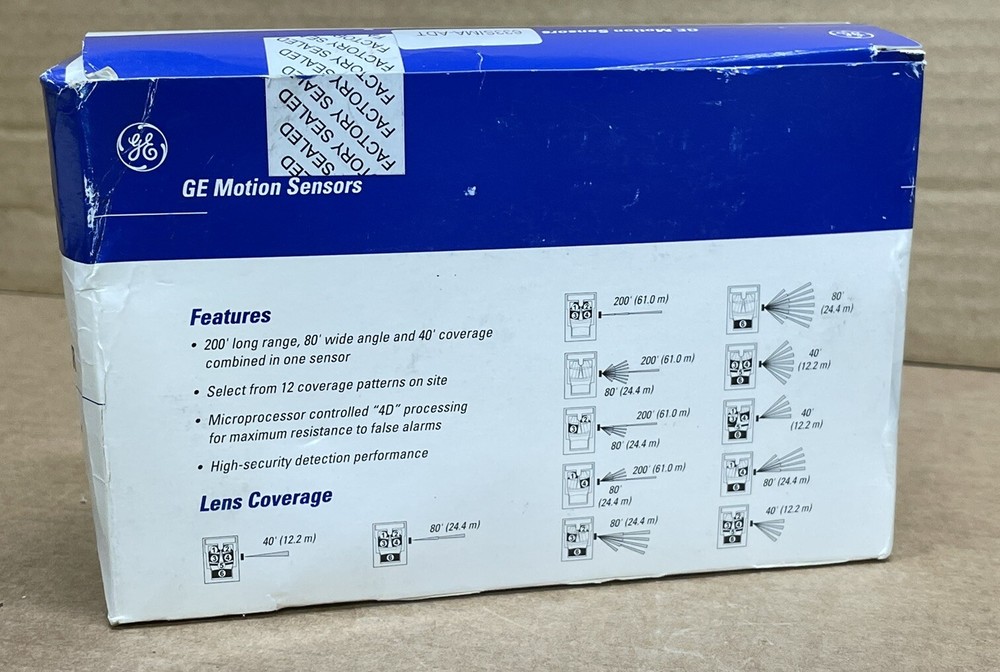 GE Motion Sensors
FACTORY SEALED
FACTORY SEALED
FACTORY SEALED
SEALED
GE
GE Motion Sensors
Features
• 200' long range, 80' wide angle and 40' coverage
combined in one sensor
• Select from 12 coverage patterns on site
• Microprocessor controlled “4D” processing
for maximum resistance to false alarms
• High-security detection performance
Lens Coverage
40' (12.2 m)
80' (24.4 m)
200' (61.0 m)
200' (61.0 m)
80' (24.4 m)
200' (61.0 m)
80' (24.4 m)
200' (61.0 m)
80'
(24.4 m)
80' (24.4 m)
80'
(24.4 m)
40'
(12.2 m)
40'
(12.2 m)
80' (24.4 m)
40' (12.2 m)